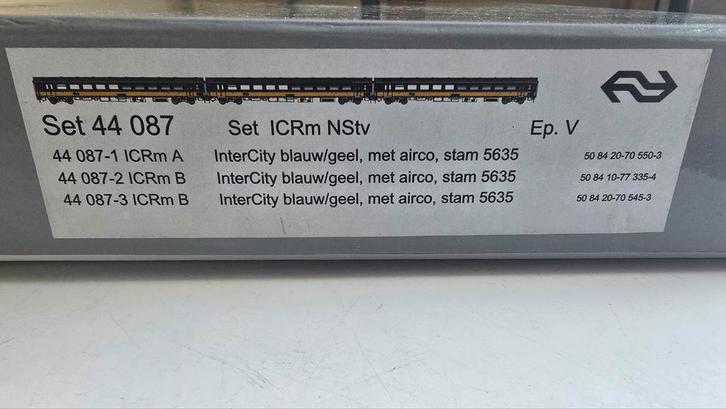 Set 44 087 Set ICRm NStv Ep. V
44 087-1 ICRm A InterCity blauw/geel, met airco, stam 5635 50 84 20-70 550-3
44 087-2 ICRm B InterCity blauw/geel, met airco, stam 5635 50 84 10-77 335-4
44 087-3 ICRm B InterCity blauw/geel, met airco, stam 5635 50 84 20-70 545-3